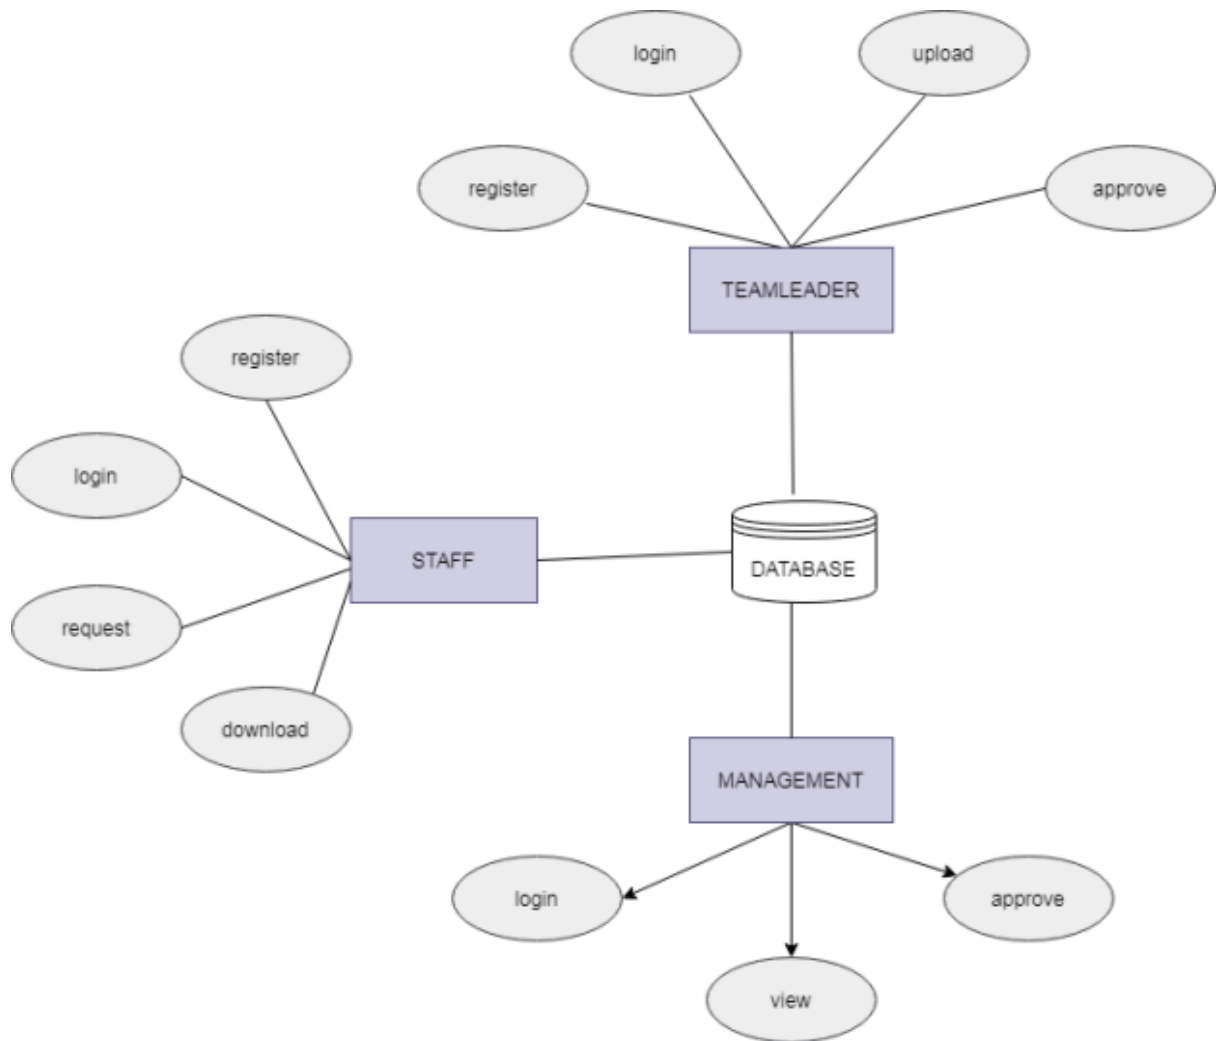 login
upload
register
approve
TEAMLEADER
register
login
STAFF
DATABASE
request
download
MANAGEMENT
login
approve
view